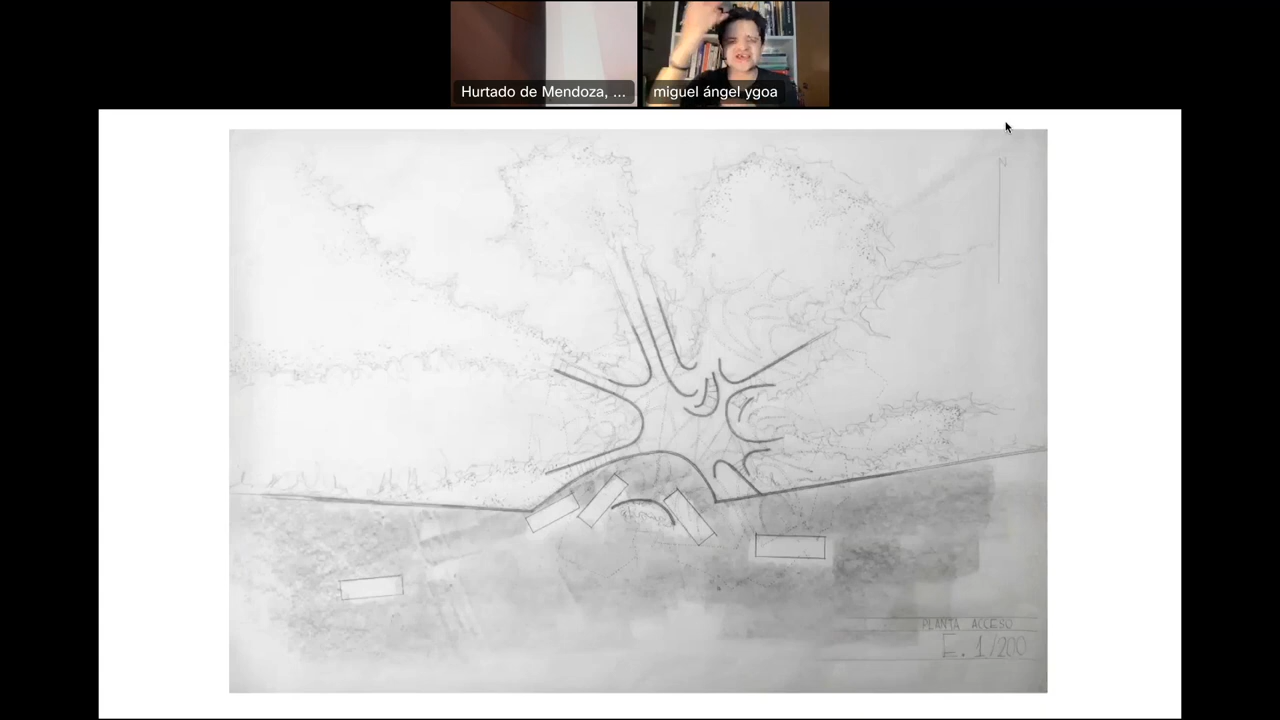 Hurtado de Mendoza, ...
miguel ángel ygoa
N
PLANTA ACCESO
E. 1/200